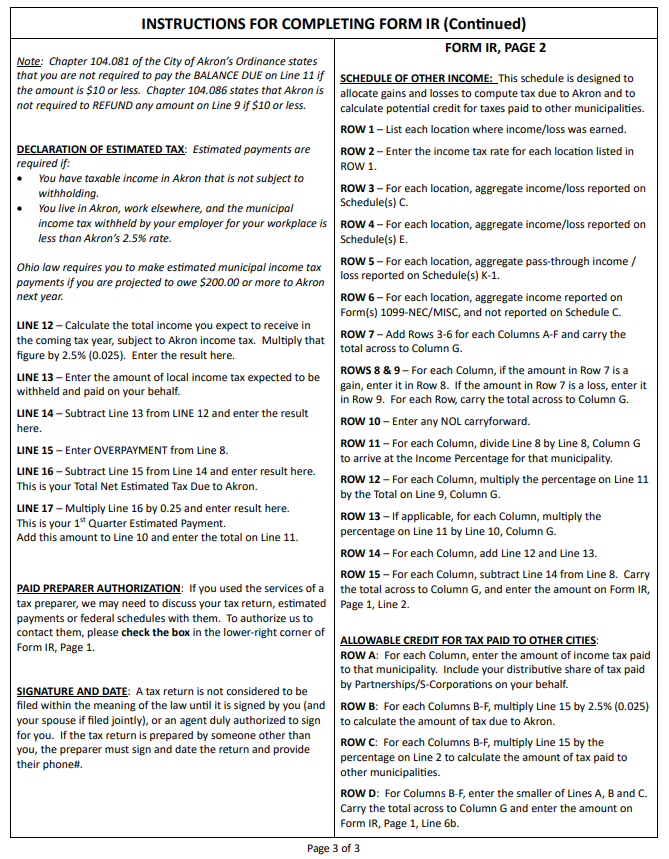 INSTRUCTIONS FOR COMPLETING FORM IR (Continued)
Note: Chapter 104.081 of the City of Akron's Ordinance states
that you are not required to pay the BALANCE DUE on Line 11 if
the amount is $10 or less. Chapter 104.086 states that Akron is
not required to REFUND any amount on Line 9 if $10 or less.
DECLARATION OF ESTIMATED TAX: Estimated payments are
required if:
• You have taxable income in Akron that is not subject to
withholding.
• You live in Akron, work elsewhere, and the municipal
income tax withheld by your employer for your workplace is
less than Akron's 2.5% rate.
Ohio law requires you to make estimated municipal income tax
payments if you are projected to owe $200.00 or more to Akron
next year.
LINE 12 – Calculate the total income you expect to receive in
the coming tax year, subject to Akron income tax. Multiply that
figure by 2.5% (0.025). Enter the result here.
LINE 13 – Enter the amount of local income tax expected to be
withheld and paid on your behalf.
LINE 14 – Subtract Line 13 from LINE 12 and enter the result
here.
LINE 15 – Enter OVERPAYMENT from Line 8.
LINE 16 – Subtract Line 15 from Line 14 and enter result here.
This is your Total Net Estimated Tax Due to Akron.
LINE 17 – Multiply Line 16 by 0.25 and enter result here.
This is your 1st Quarter Estimated Payment.
Add this amount to Line 10 and enter the total on Line 11.
PAID PREPARER AUTHORIZATION: If you used the services of a
tax preparer, we may need to discuss your tax return, estimated
payments or federal schedules with them. To authorize us to
contact them, please check the box in the lower-right corner of
Form IR, Page 1.
SIGNATURE AND DATE: A tax return is not considered to be
filed within the meaning of the law until it is signed by you (and
your spouse if filed jointly), or an agent duly authorized to sign
for you. If the tax return is prepared by someone other than
you, the preparer must sign and date the return and provide
their phone#.
FORM IR, PAGE 2
SCHEDULE OF OTHER INCOME: This schedule is designed to
allocate gains and losses to compute tax due to Akron and to
calculate potential credit for taxes paid to other municipalities.
ROW 1 – List each location where income/loss was earned.
ROW 2 – Enter the income tax rate for each location listed in
ROW 1.
ROW 3 – For each location, aggregate income/loss reported on
Schedule(s) C.
ROW 4 – For each location, aggregate income/loss reported on
Schedule(s) E.
ROW 5 – For each location, aggregate pass-through income /
loss reported on Schedule(s) K-1.
ROW 6 – For each location, aggregate income reported on
Form(s) 1099-NEC/MISC, and not reported on Schedule C.
ROW 7 – Add Rows 3-6 for each Columns A-F and carry the
total across to Column G.
ROWS 8 & 9 – For each Column, if the amount in Row 7 is a
gain, enter it in Row 8. If the amount in Row 7 is a loss, enter it
in Row 9. For each Row, carry the total across to Column G.
ROW 10 – Enter any NOL carryforward.
ROW 11 – For each Column, divide Line 8 by Line 8, Column G
to arrive at the Income Percentage for that municipality.
ROW 12 – For each Column, multiply the percentage on Line 11
by the Total on Line 9, Column G.
ROW 13 – If applicable, for each Column, multiply the
percentage on Line 11 by Line 10, Column G.
ROW 14 – For each Column, add Line 12 and Line 13.
ROW 15 – For each Column, subtract Line 14 from Line 8. Carry
the total across to Column G, and enter the amount on Form IR,
Page 1, Line 2.
ALLOWABLE CREDIT FOR TAX PAID TO OTHER CITIES:
ROW A: For each Column, enter the amount of income tax paid
to that municipality. Include your distributive share of tax paid
by Partnerships/S-Corporations on your behalf.
ROW B: For each Columns B-F, multiply Line 15 by 2.5% (0.025)
to calculate the amount of tax due to Akron.
ROW C: For each Columns B-F, multiply Line 15 by the
percentage on Line 2 to calculate the amount of tax paid to
other municipalities.
ROW D: For Columns B-F, enter the smaller of Lines A, B and C.
Carry the total across to Column G and enter the amount on
Form IR, Page 1, Line 6b.
Page 3 of 3